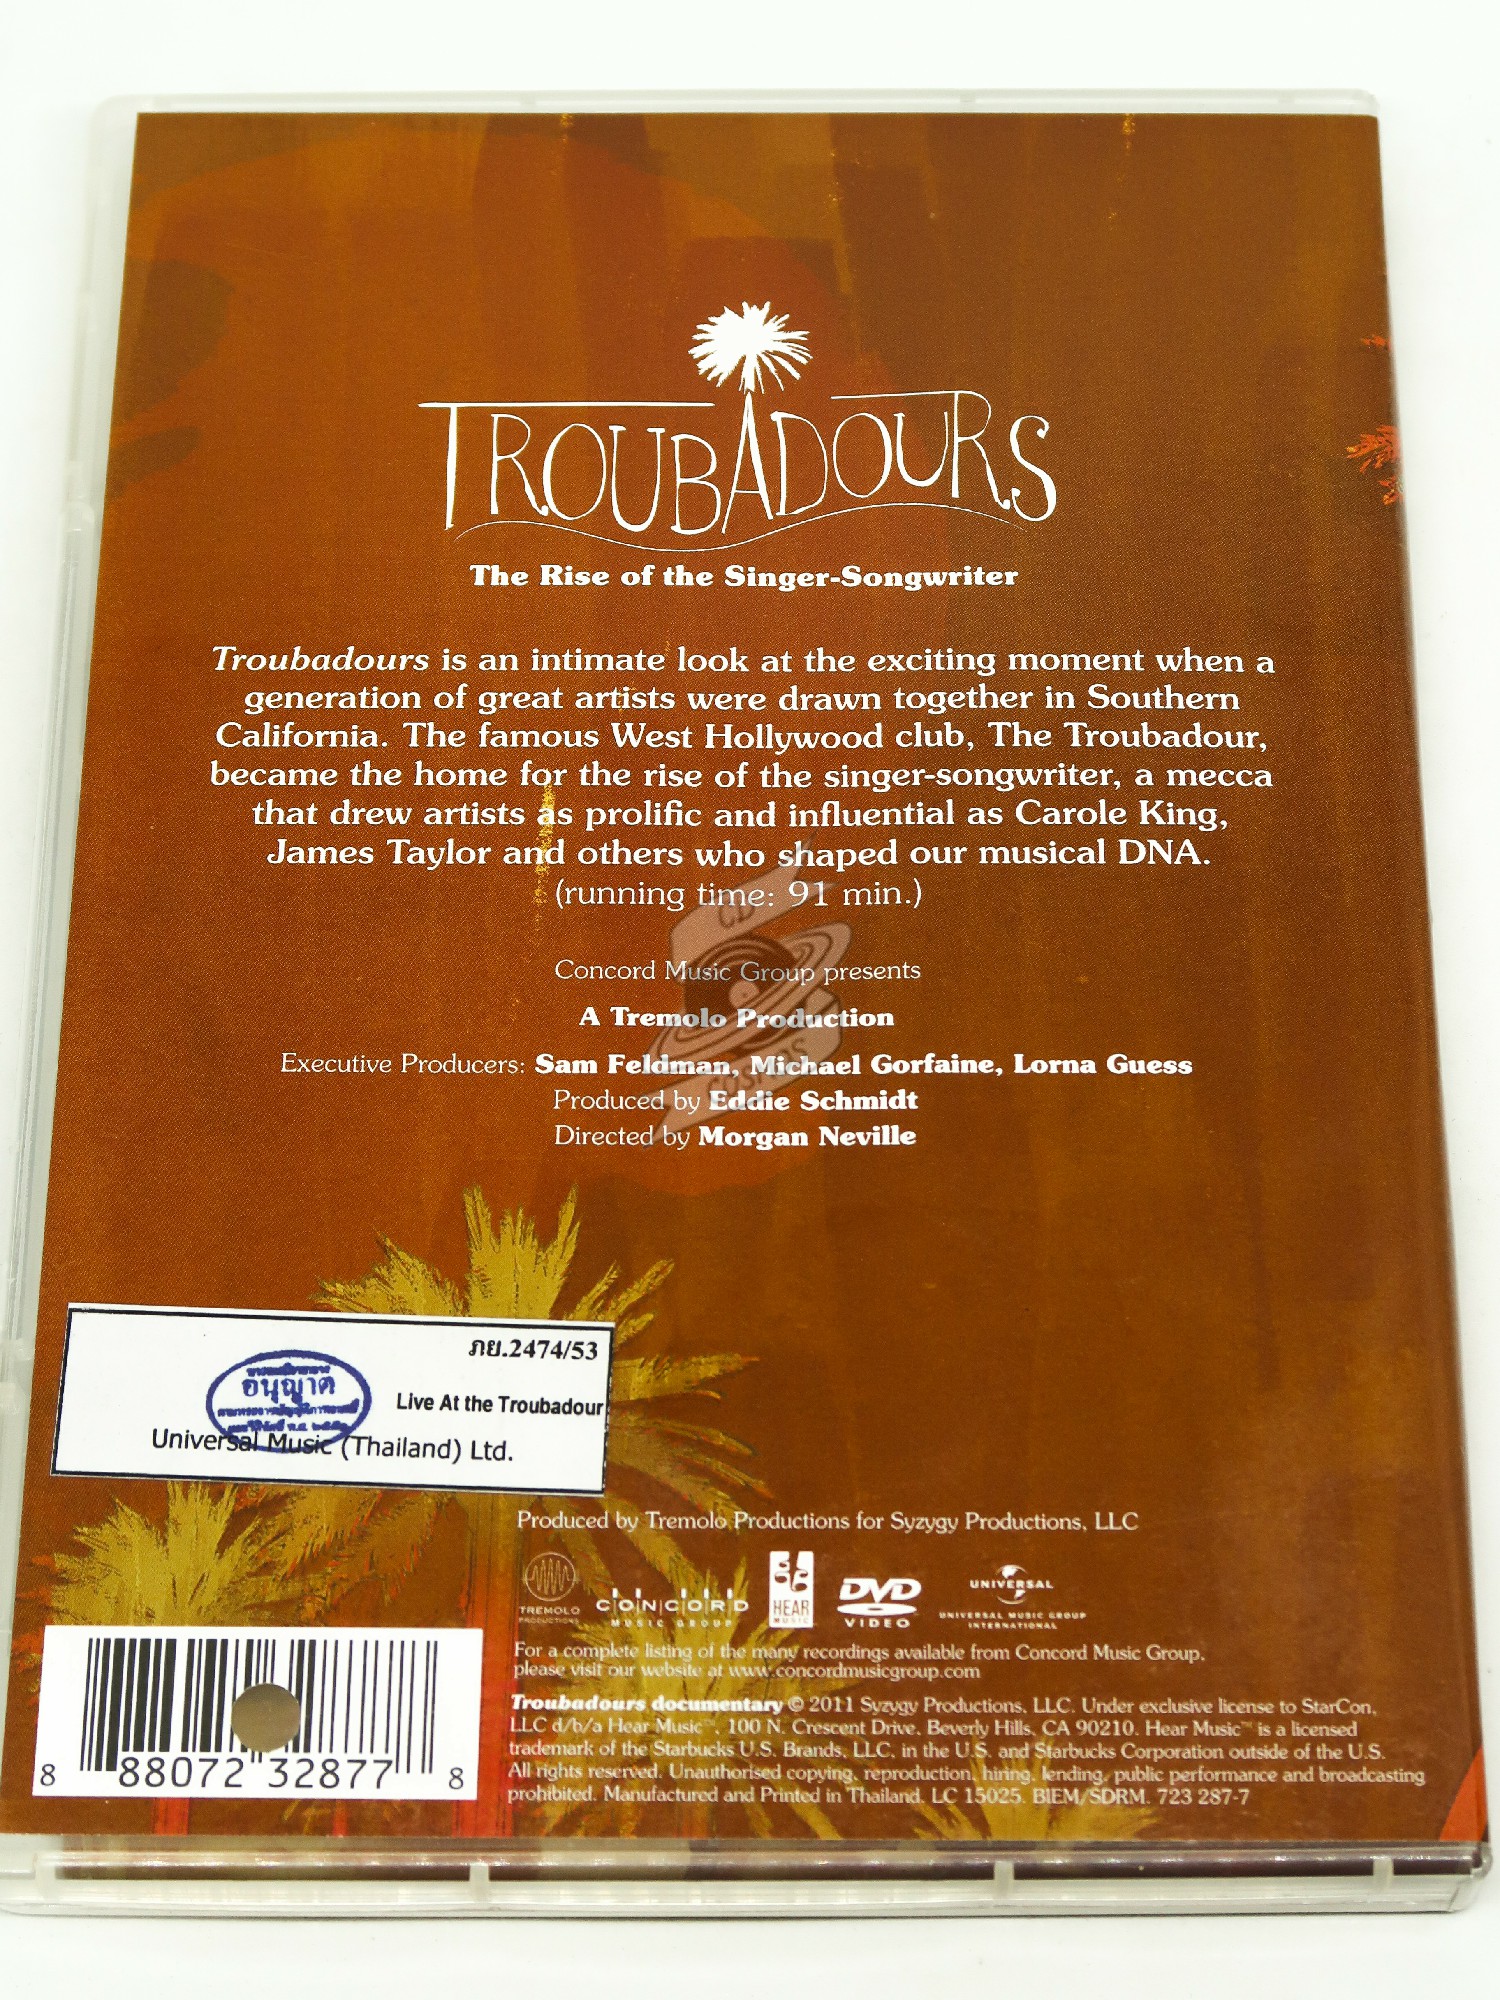 TROUBADOURS
The Rise of the Singer-Songwriter
Troubadours is an intimate look at the exciting moment when a
generation of great artists were drawn together in Southern
California. The famous West Hollywood club, The Troubadour,
became the home for the rise of the singer-songwriter, a mecca
that drew artists as prolific and influential as Carole King,
James Taylor and others who shaped our musical DNA.
(running time: 91 min.)
CD
COSMOS
Concord Music Group presents
A Tremolo Production
Executive Producers: Sam Feldman, Michael Gorfaine, Lorna Guess
Produced by Eddie Schmidt
Directed by Morgan Neville
ภย.2474/53
อนุญาต
Live At the Troubadour
Universal Music (Thailand) Ltd.
Produced by Tremolo Productions for Syzygy Productions, LLC
TREMOLO
PRODUCTIONS
CONCORD
MUSIC GROUP
HEAR
MUSIC
DVD
VIDEO
UNIVERSAL
UNIVERSAL MUSIC GROUP
INTERNATIONAL
For a complete listing of the many recordings available from Concord Music Group,
please visit our website at www.concordmusicgroup.com
Troubadours documentary © 2011 Syzygy Productions, LLC. Under exclusive license to StarCon,
LLC d/b/a Hear Music™, 100 N. Crescent Drive, Beverly Hills, CA 90210. Hear Music™ is a licensed
trademark of the Starbucks U.S. Brands, LLC, in the U.S. and Starbucks Corporation outside of the U.S.
All rights reserved. Unauthorised copying, reproduction, hiring, lending, public performance and broadcasting
prohibited. Manufactured and Printed in Thailand. LC 15025. BIEM/SDRM. 723 287-7
8 88072 32877 8